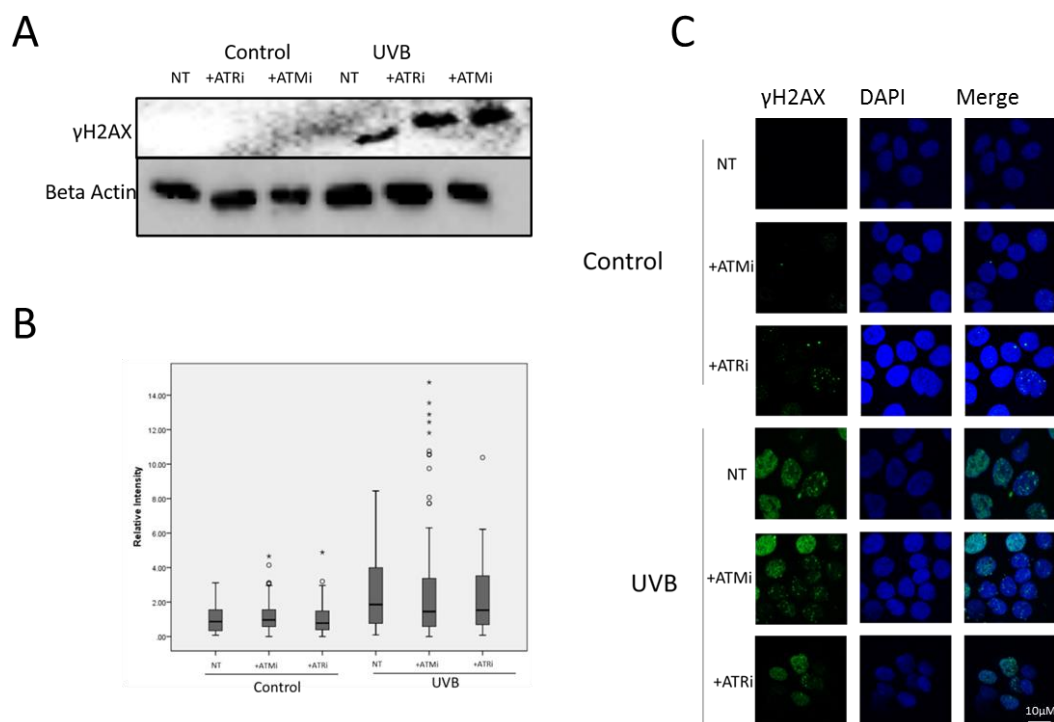 A
Control UVB
NT +ATRi +ATMi NT +ATRi +ATMi
γH2AX
Beta Actin
B
14.00
12.00
10.00
8.00
6.00
4.00
2.00
.00
Relative Intensity
NT +ATMi +ATRi NT +ATMi +ATRi
Control UVB
C
γH2AX DAPI Merge
NT
+ATMi
Control
+ATRi
NT
+ATMi
UVB
+ATRi
10μM